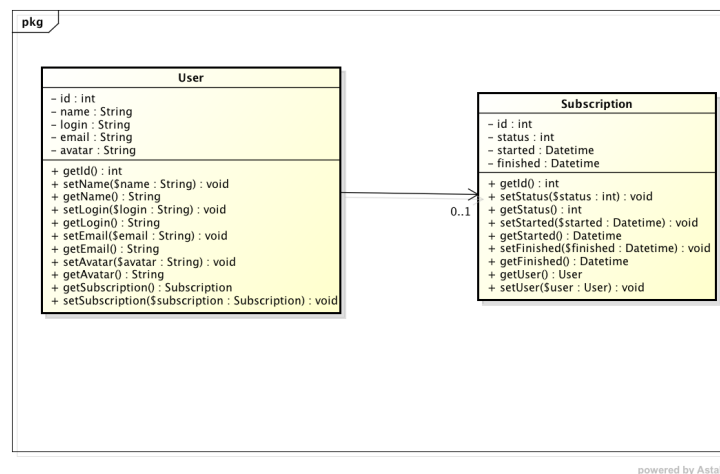 pkg
User
– id : int
– name : String
– login : String
– email : String
– avatar : String
+ getId() : int
+ setName($name : String) : void
+ getName() : String
+ setLogin($login : String) : void
+ getLogin() : String
+ setEmail($email : String) : void
+ getEmail() : String
+ setAvatar($avatar : String) : void
+ getAvatar() : String
+ getSubscription() : Subscription
+ setSubscription($subscription : Subscription) : void
0..1
Subscription
– id : int
– status : int
– started : Datetime
– finished : Datetime
+ getId() : int
+ setStatus($status : int) : void
+ getStatus() : int
+ setStarted($started : Datetime) : void
+ getStarted() : Datetime
+ setFinished($finished : Datetime) : void
+ getFinished() : Datetime
+ getUser() : User
+ setUser($user : User) : void
powered by Asta